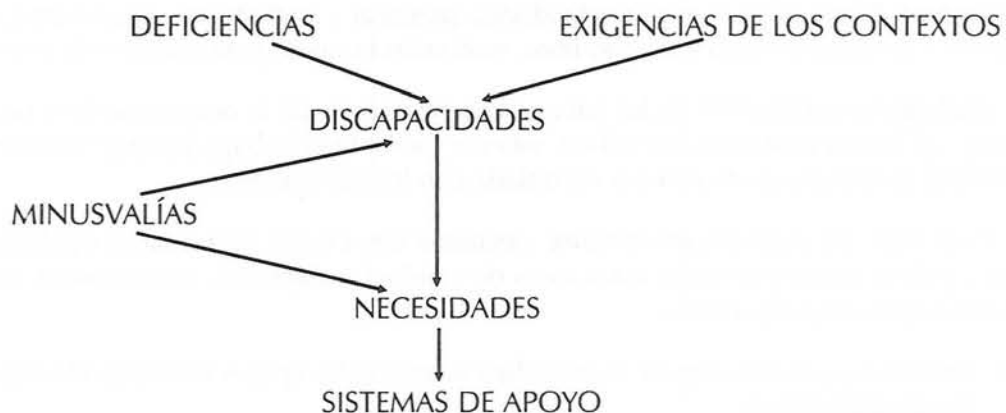 DEFICIENCIAS EXIGENCIAS DE LOS CONTEXTOS
DISCAPACIDADES
MINUSVALÍAS
NECESIDADES
SISTEMAS DE APOYO